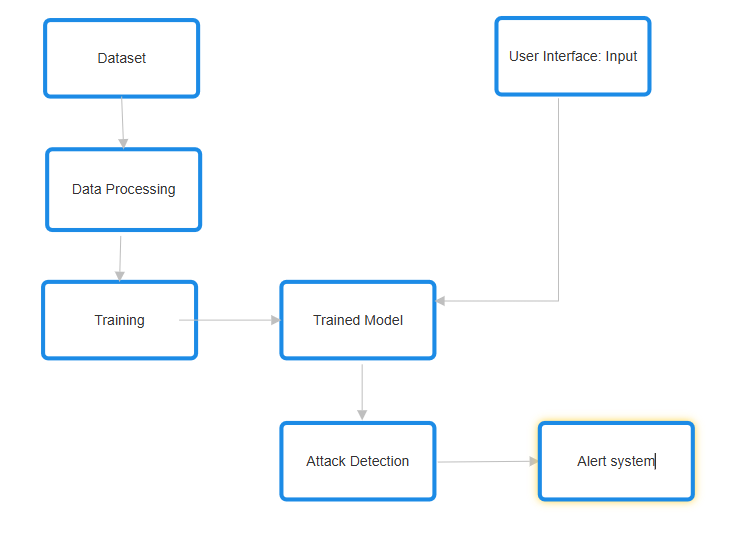 Dataset
User Interface: Input
Data Processing
Training
Trained Model
Attack Detection
Alert system